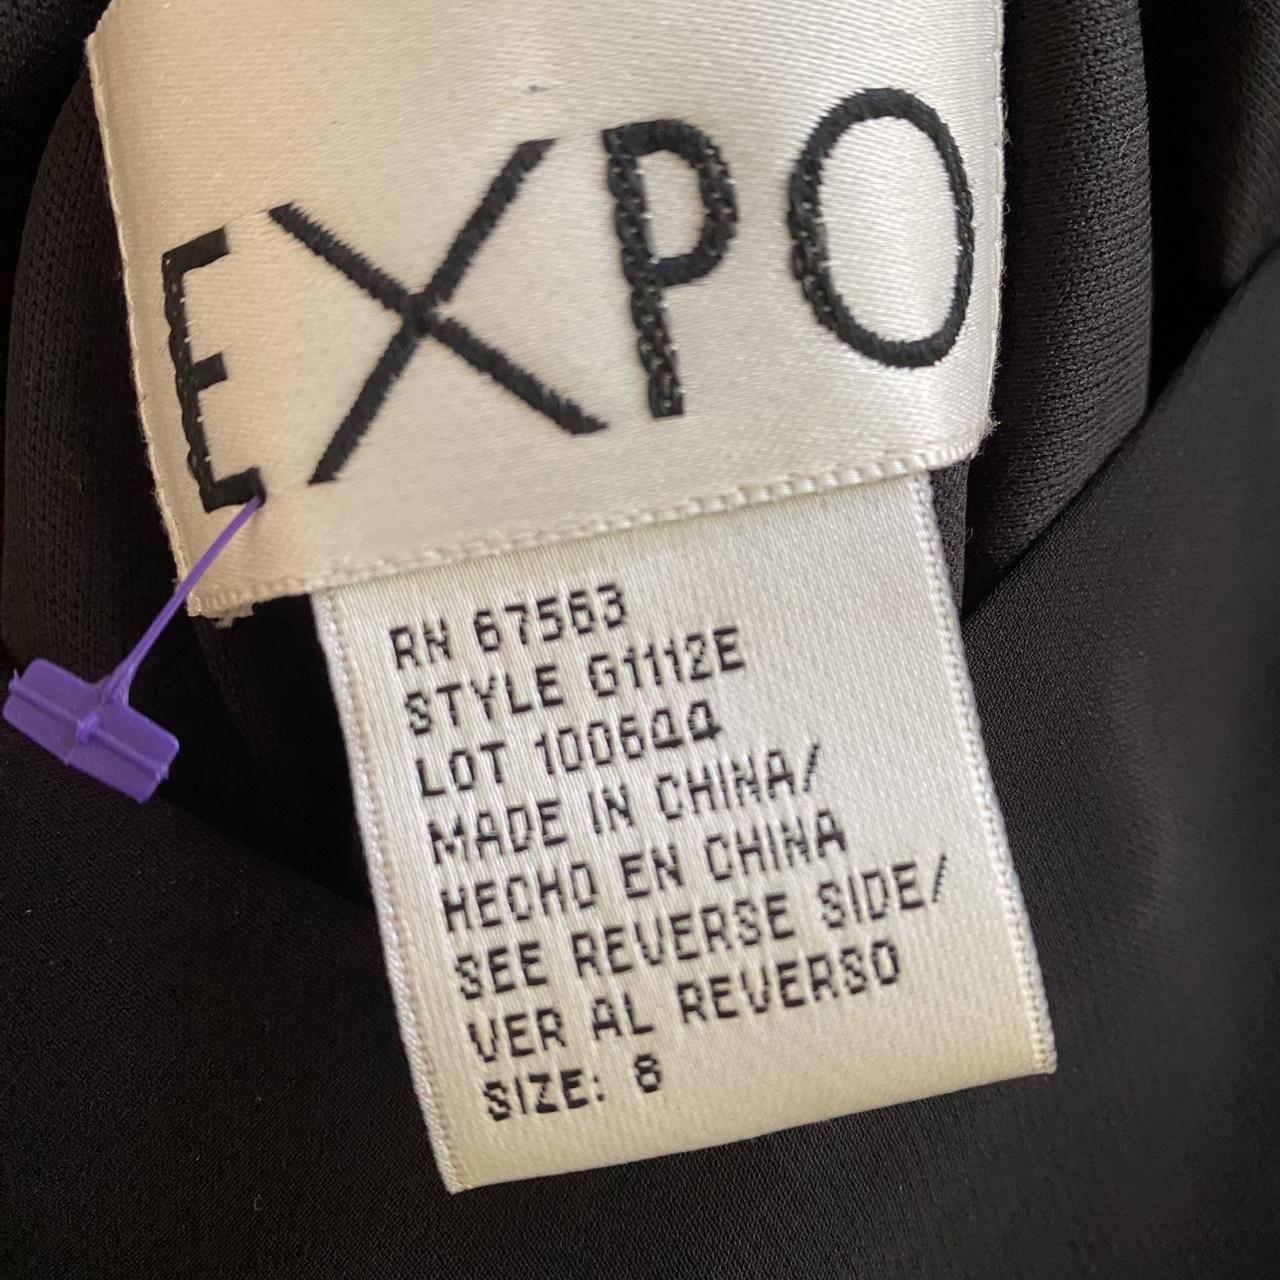 EXPO
RN 67563
STYLE G1112E
LOT 100644
MADE IN CHINA/
HECHO EN CHINA
SEE REVERSE SIDE/
VER AL REVERSO
SIZE: 8